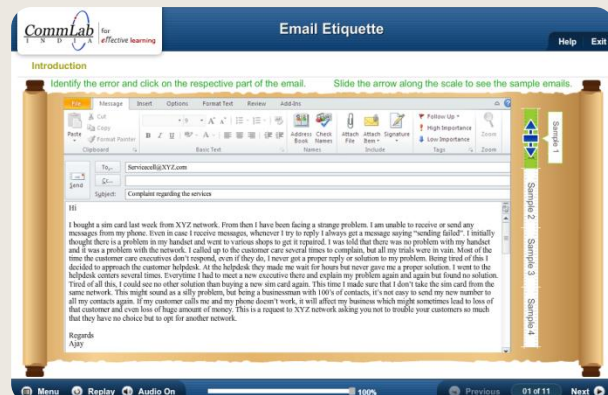 CommLab for effective learning
INDIA
Email Etiquette
Help Exit
Introduction
Identify the error and click on the respective part of the email. Slide the arrow along the scale to see the sample emails.
File Message Insert Options Format Text Review Add-Ins
Paste
Cut
Copy
Format Painter
Clipboard
B I U
Basic Text
Address Book
Check Names
Names
Attach File
Attach Item
Signature
Include
Follow Up
High Importance
Low Importance
Tags
Zoom
Zoom
Send
To... Servicecell@XYZ.com
Cc...
Subject: Complaint regarding the services
Hi
I bought a sim card last week from XYZ network. From then I have been facing a strange problem. I am unable to receive or send any
messages from my phone. Even in case I receive messages, whenever I try to reply I always get a message saying “sending failed”. I initially
thought there is a problem in my handset and went to various shops to get it repaired. I was told that there was no problem with my handset
and it was a problem with the network. I called up to the customer care several times to complain, but all my trials were in vain. Most of the
time the customer care executives don't respond, even if they do, I never got a proper reply or solution to my problem. Being tired of this I
decided to approach the customer helpdesk. At the helpdesk they made me wait for hours but never gave me a proper solution. I went to the
helpdesk centers several times. Everytime I had to meet a new executive there and explain my problem again and again but found no solution.
Tired of all this, I could see no other solution than buying a new sim card again. This time I made sure that I don't take the sim card from the
same network. This might sound as a silly problem, but being a businessman with 100's of contacts, it's not easy to send my new number to
all my contacts again. If my customer calls me and my phone doesn't work, it will affect my business which might sometimes lead to loss of
that customer and even loss of huge amount of money. This is a request to XYZ network asking you not to trouble your customers so much
that they have no choice but to opt for another network.
Regards
Ajay
Sample 1
Sample 2
Sample 3
Sample 4
Menu Replay Audio On 100% Previous 01 of 11 Next